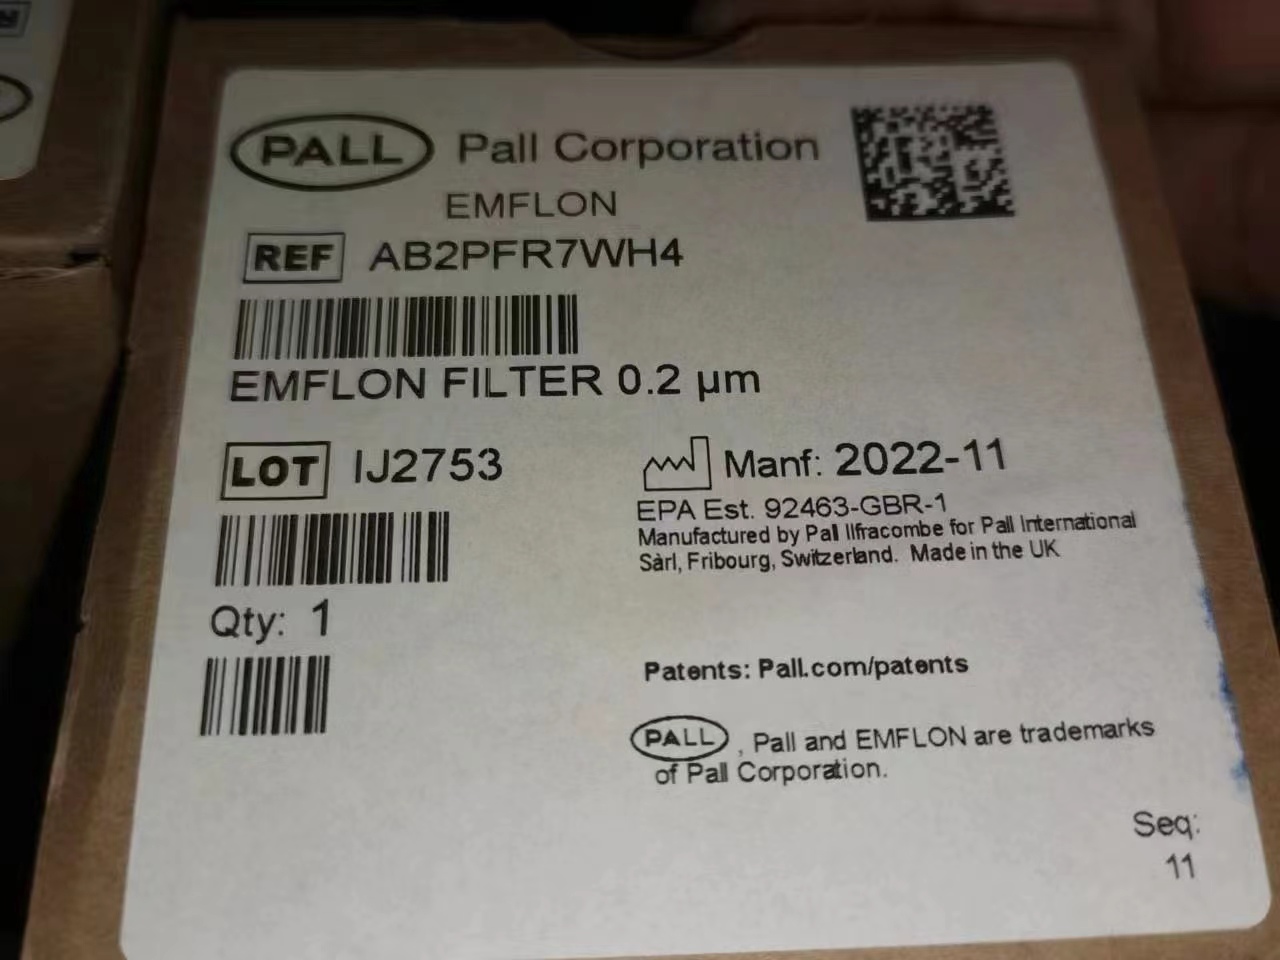 PALL Pall Corporation
EMFLON
REF AB2PFR7WH4
EMFLON FILTER 0.2 µm
LOT IJ2753
Manf: 2022-11
EPA Est. 92463-GBR-1
Manufactured by Pall Ilfracombe for Pall International
Sàrl, Fribourg, Switzerland. Made in the UK
Qty: 1
Patents: Pall.com/patents
PALL , Pall and EMFLON are trademarks
of Pall Corporation.
Seq:
11